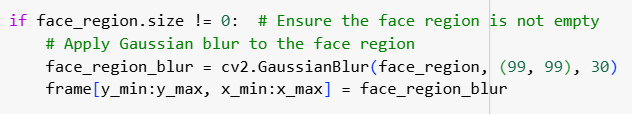 if face_region.size != 0:  # Ensure the face region is not empty
    # Apply Gaussian blur to the face region
    face_region_blur = cv2.GaussianBlur(face_region, (99, 99), 30)
    frame[y_min:y_max, x_min:x_max] = face_region_blur